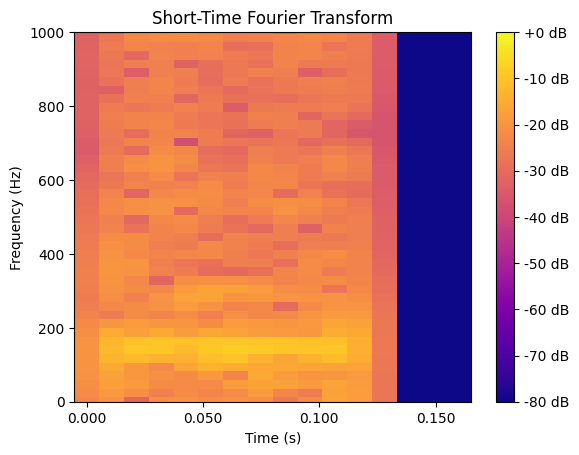 Short-Time Fourier Transform
1000
800
600
400
200
0
Frequency (Hz)
0.000
0.050
0.100
0.150
Time (s)
+0 dB
-10 dB
-20 dB
-30 dB
-40 dB
-50 dB
-60 dB
-70 dB
-80 dB